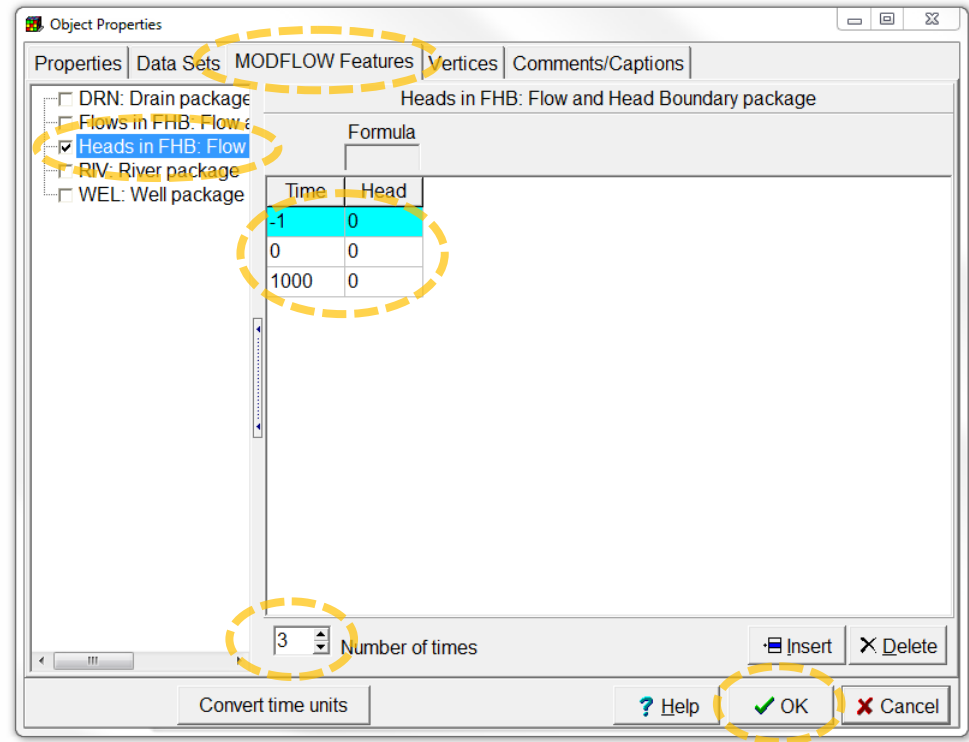 Object Properties
Properties Data Sets MODFLOW Features Vertices Comments/Captions
DRN: Drain package
Flows in FHB: Flow a
Heads in FHB: Flow
RIV: River package
WEL: Well package
Heads in FHB: Flow and Head Boundary package
Formula
Time Head
-1 0
0 0
1000 0
3 Number of times
Insert Delete
Convert time units
? Help OK Cancel